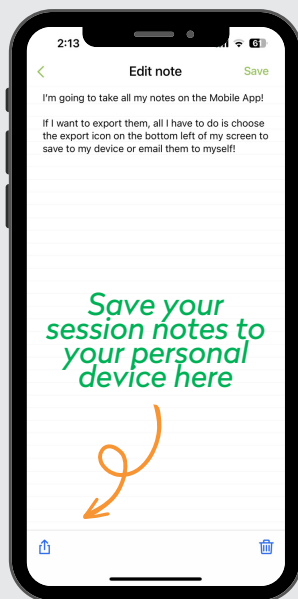 2:13
61
Edit note
Save
I'm going to take all my notes on the Mobile App!
If I want to export them, all I have to do is choose
the export icon on the bottom left of my screen to
save to my device or email them to myself!
Save your
session notes to
your personal
device here